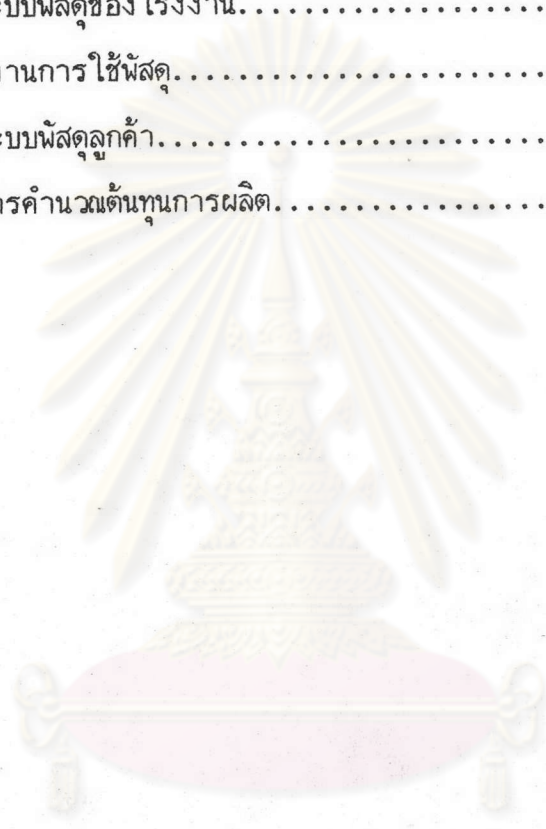 ะบบพัสดุของโรงงาน..................
านการใช้พัสดุ......................
ะบบพัสดุลูกค้า......................
ารคำนวณต้นทุนการผลิต................